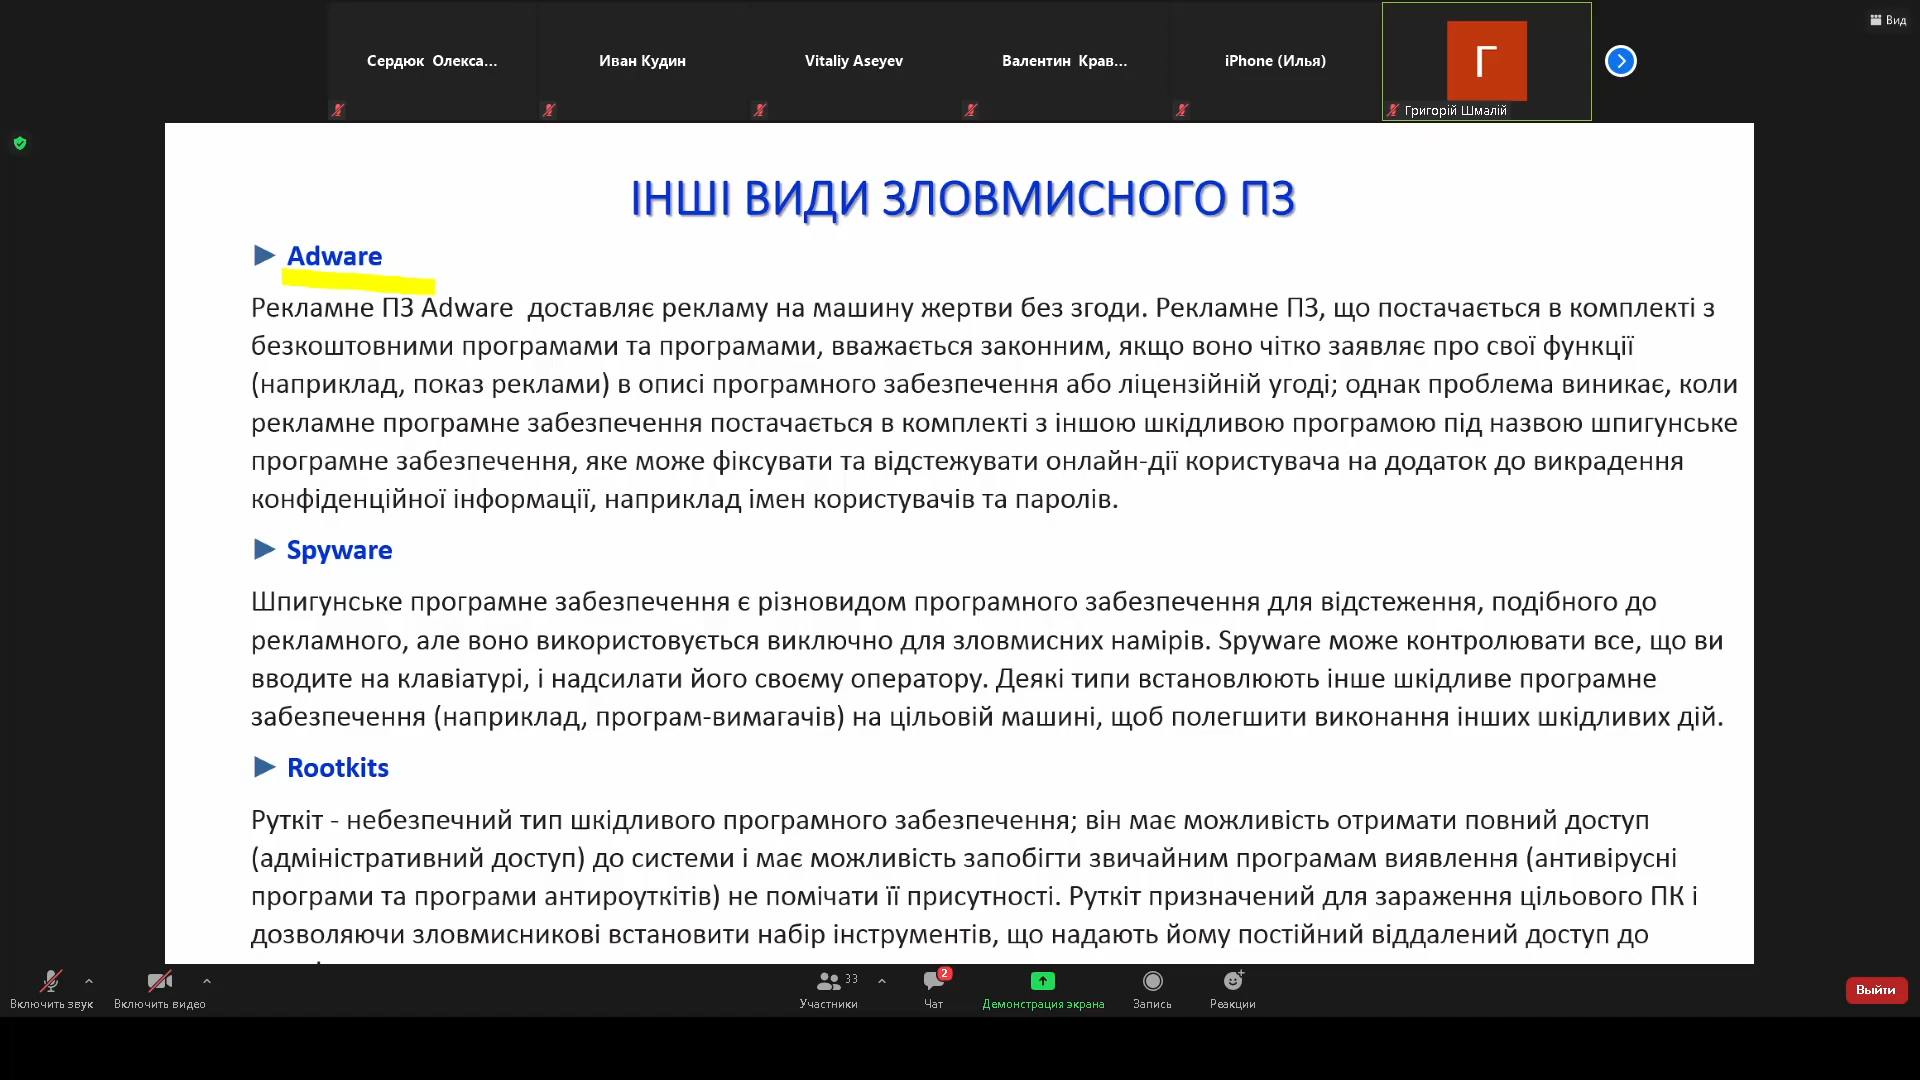 Вид
Сердюк Олекса...
Иван Кудин
Vitaliy Aseyev
Валентин Крав...
iPhone (Илья)
Г
Григорій Шмалій
ІНШІ ВИДИ ЗЛОВМИСНОГО ПЗ
Adware
Рекламне ПЗ Adware доставляє рекламу на машину жертви без згоди. Рекламне ПЗ, що постачається в комплекті з
безкоштовними програмами та програмами, вважається законним, якщо воно чітко заявляє про свої функції
(наприклад, показ реклами) в описі програмного забезпечення або ліцензійній угоді; однак проблема виникає, коли
рекламне програмне забезпечення постачається в комплекті з іншою шкідливою програмою під назвою шпигунське
програмне забезпечення, яке може фіксувати та відстежувати онлайн-дії користувача на додаток до викрадення
конфіденційної інформації, наприклад імен користувачів та паролів.
Spyware
Шпигунське програмне забезпечення є різновидом програмного забезпечення для відстеження, подібного до
рекламного, але воно використовується виключно для зловмисних намірів. Spyware може контролювати все, що ви
вводите на клавіатурі, і надсилати його своєму оператору. Деякі типи встановлюють інше шкідливе програмне
забезпечення (наприклад, програм-вимагачів) на цільовій машині, щоб полегшити виконання інших шкідливих дій.
Rootkits
Руткіт - небезпечний тип шкідливого програмного забезпечення; він має можливість отримати повний доступ
(адміністративний доступ) до системи і має можливість запобігти звичайним програмам виявлення (антивірусні
програми та програми антироуткітів) не помічати її присутності. Руткіт призначений для зараження цільового ПК і
дозволяючи зловмисникові встановити набір інструментів, що надають йому постійний віддалений доступ до
33
2
Включить звук
Включить видео
Участники
Чат
Демонстрация экрана
Запись
Реакции
Выйти